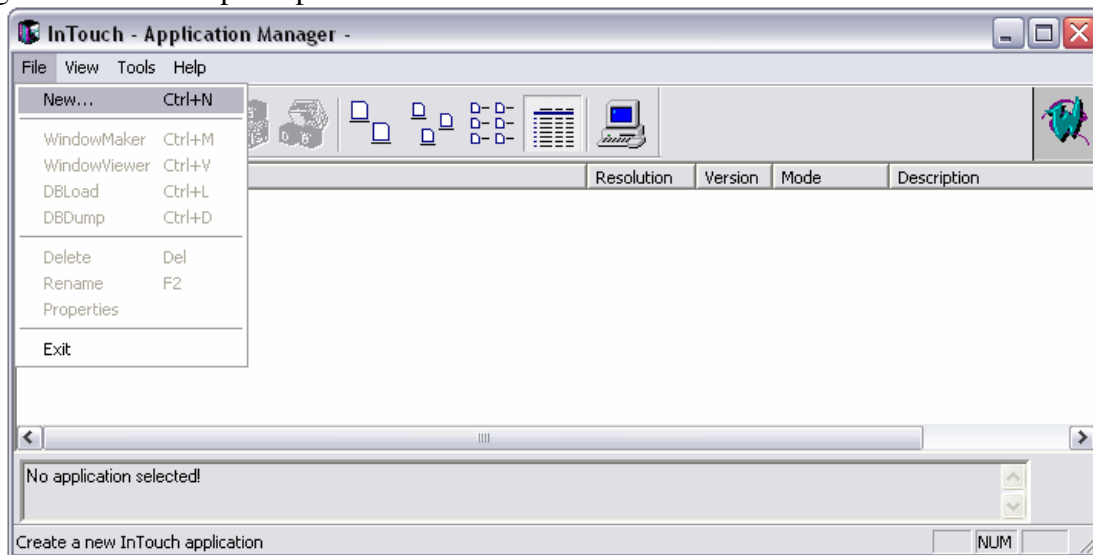 InTouch - Application Manager -
File View Tools Help
New... Ctrl+N
WindowMaker Ctrl+M
WindowViewer Ctrl+V
DBLoad Ctrl+L
DBDump Ctrl+D
Delete Del
Rename F2
Properties
Exit
Resolution Version Mode Description
No application selected!
Create a new InTouch application NUM